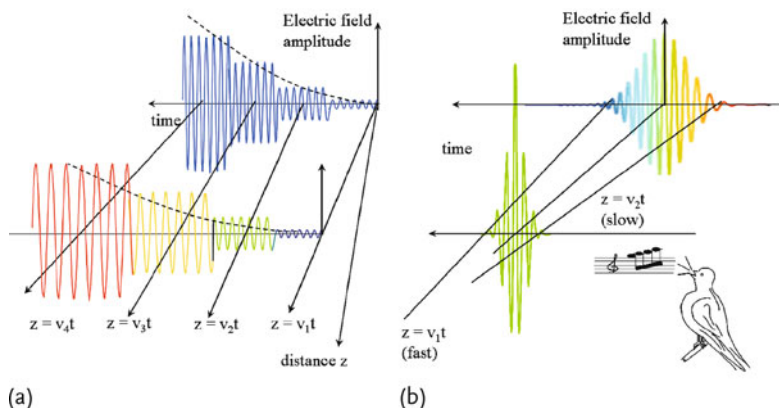 Electric field
amplitude
time
z = v₄t
z = v₃t
z = v₂t
z = v₁t
distance z
(a)
Electric field
amplitude
time
z = v₂t
(slow)
z = v₁t
(fast)
(b)